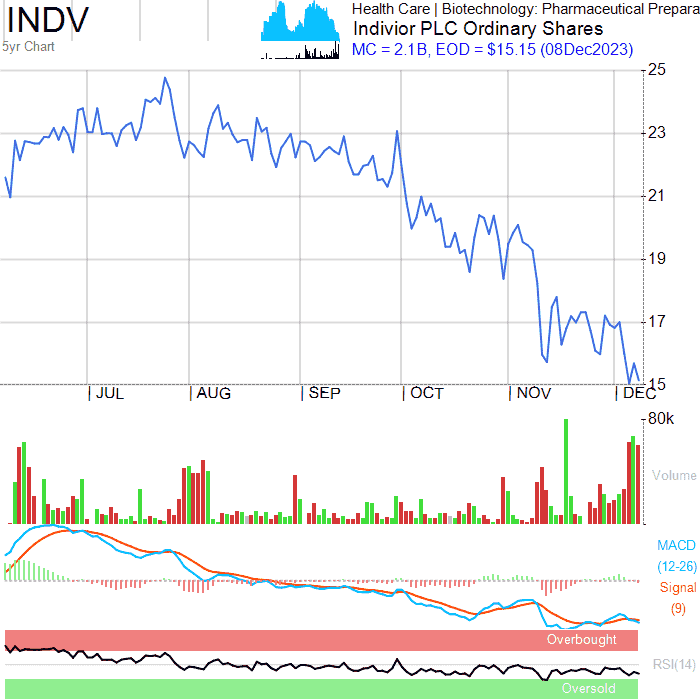 INDV
5yr Chart
Health Care | Biotechnology: Pharmaceutical Prepara
Indivior PLC Ordinary Shares
MC = 2.1B, EOD = $15.15 (08Dec2023)
25
23
21
19
17
15
JUL AUG SEP OCT NOV DEC
80k
Volume
MACD
(12-26)
Signal
(9)
Overbought
RSI(14)
Oversold